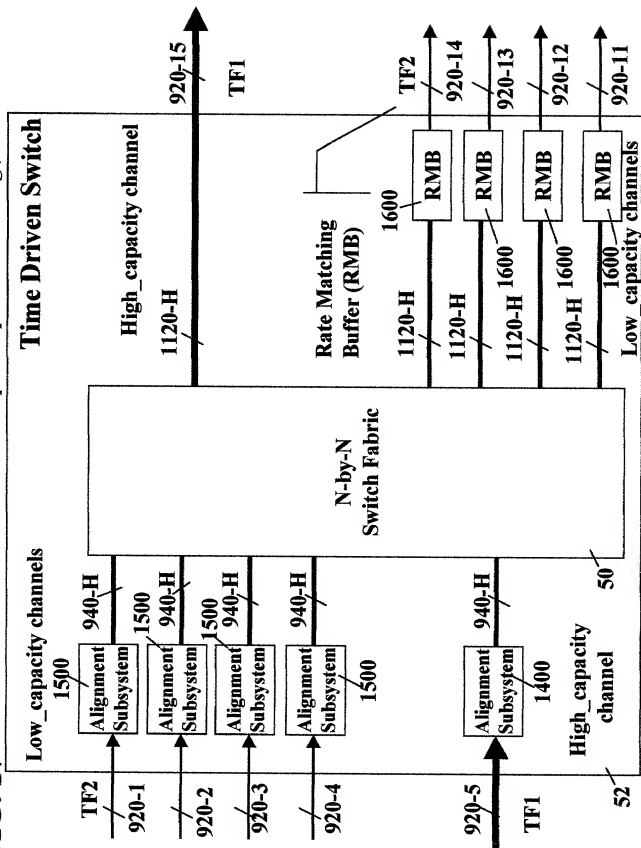 Time Driven Switch
Low_capacity channels
1500
TF2
920-1
Alignment
Subsystem
940-H
920-2
1500
Alignment
Subsystem
940-H
920-3
1500
Alignment
Subsystem
940-H
920-4
Alignment
Subsystem
1500
940-H
920-5
TF1
Alignment
Subsystem
1400
940-H
High_capacity
channel
52
N-by-N
Switch Fabric
50
High_capacity channel
1120-H
920-15
TF1
Rate Matching
Buffer (RMB)
TF2
1600
1120-H
RMB
920-14
1120-H
RMB
1600
920-13
1120-H
RMB
1600
920-12
1120-H
RMB
1600
920-11
Low_capacity channels